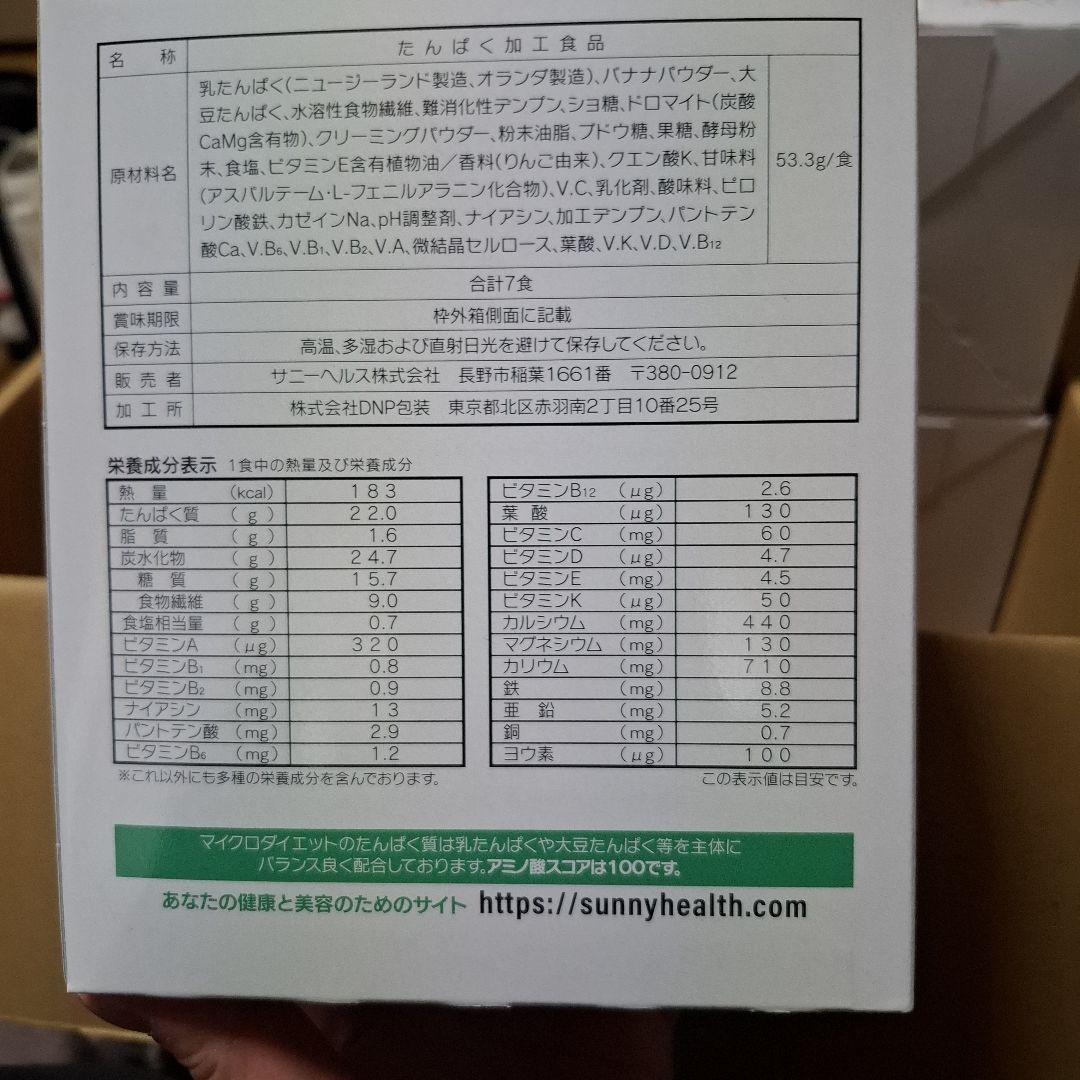 名称 たんぱく加工食品
原材料名
乳たんぱく(ニュージーランド製造、オランダ製造)、バナナパウダー、大
豆たんぱく、水溶性食物繊維、難消化性デンプン、ショ糖、ドロマイト(炭酸
CaMg含有物)、クリーミングパウダー、粉末油脂、ブドウ糖、果糖、酵母粉
末、食塩、ビタミンE含有植物油／香料(りんご由来)、クエン酸K、甘味料
(アスパルテーム・L-フェニルアラニン化合物)、V.C、乳化剤、酸味料、ピロ
リン酸鉄、カゼインNa、pH調整剤、ナイアシン、加工デンプン、パントテン
酸Ca、V.B6、V.B1、V.B2、V.A、微結晶セルロース、葉酸、V.K、V.D、V.B12
53.3g/食
内容量 合計7食
賞味期限 枠外箱側面に記載
保存方法 高温、多湿および直射日光を避けて保存してください。
販売者 サニーヘルス株式会社 長野市稲葉1661番 〒380-0912
加工所 株式会社DNP包装 東京都北区赤羽南2丁目10番25号
栄養成分表示 1食中の熱量及び栄養成分
熱量 (kcal) 183
たんぱく質 (g) 22.0
脂質 (g) 1.6
炭水化物 (g) 24.7
糖質 (g) 15.7
食物繊維 (g) 9.0
食塩相当量 (g) 0.7
ビタミンA (μg) 320
ビタミンB1 (mg) 0.8
ビタミンB2 (mg) 0.9
ナイアシン (mg) 13
パントテン酸 (mg) 2.9
ビタミンB6 (mg) 1.2
※これ以外にも多種の栄養成分を含んでおります。
ビタミンB12 (μg) 2.6
葉酸 (μg) 130
ビタミンC (mg) 60
ビタミンD (μg) 4.7
ビタミンE (mg) 4.5
ビタミンK (μg) 50
カルシウム (mg) 440
マグネシウム (mg) 130
カリウム (mg) 710
鉄 (mg) 8.8
亜鉛 (mg) 5.2
銅 (mg) 0.7
ヨウ素 (μg) 100
この表示値は目安です。
マイクロダイエットのたんぱく質は乳たんぱくや大豆たんぱく等を主体に
バランス良く配合しております。アミノ酸スコアは100です。
あなたの健康と美容のためのサイト https://sunnyhealth.com